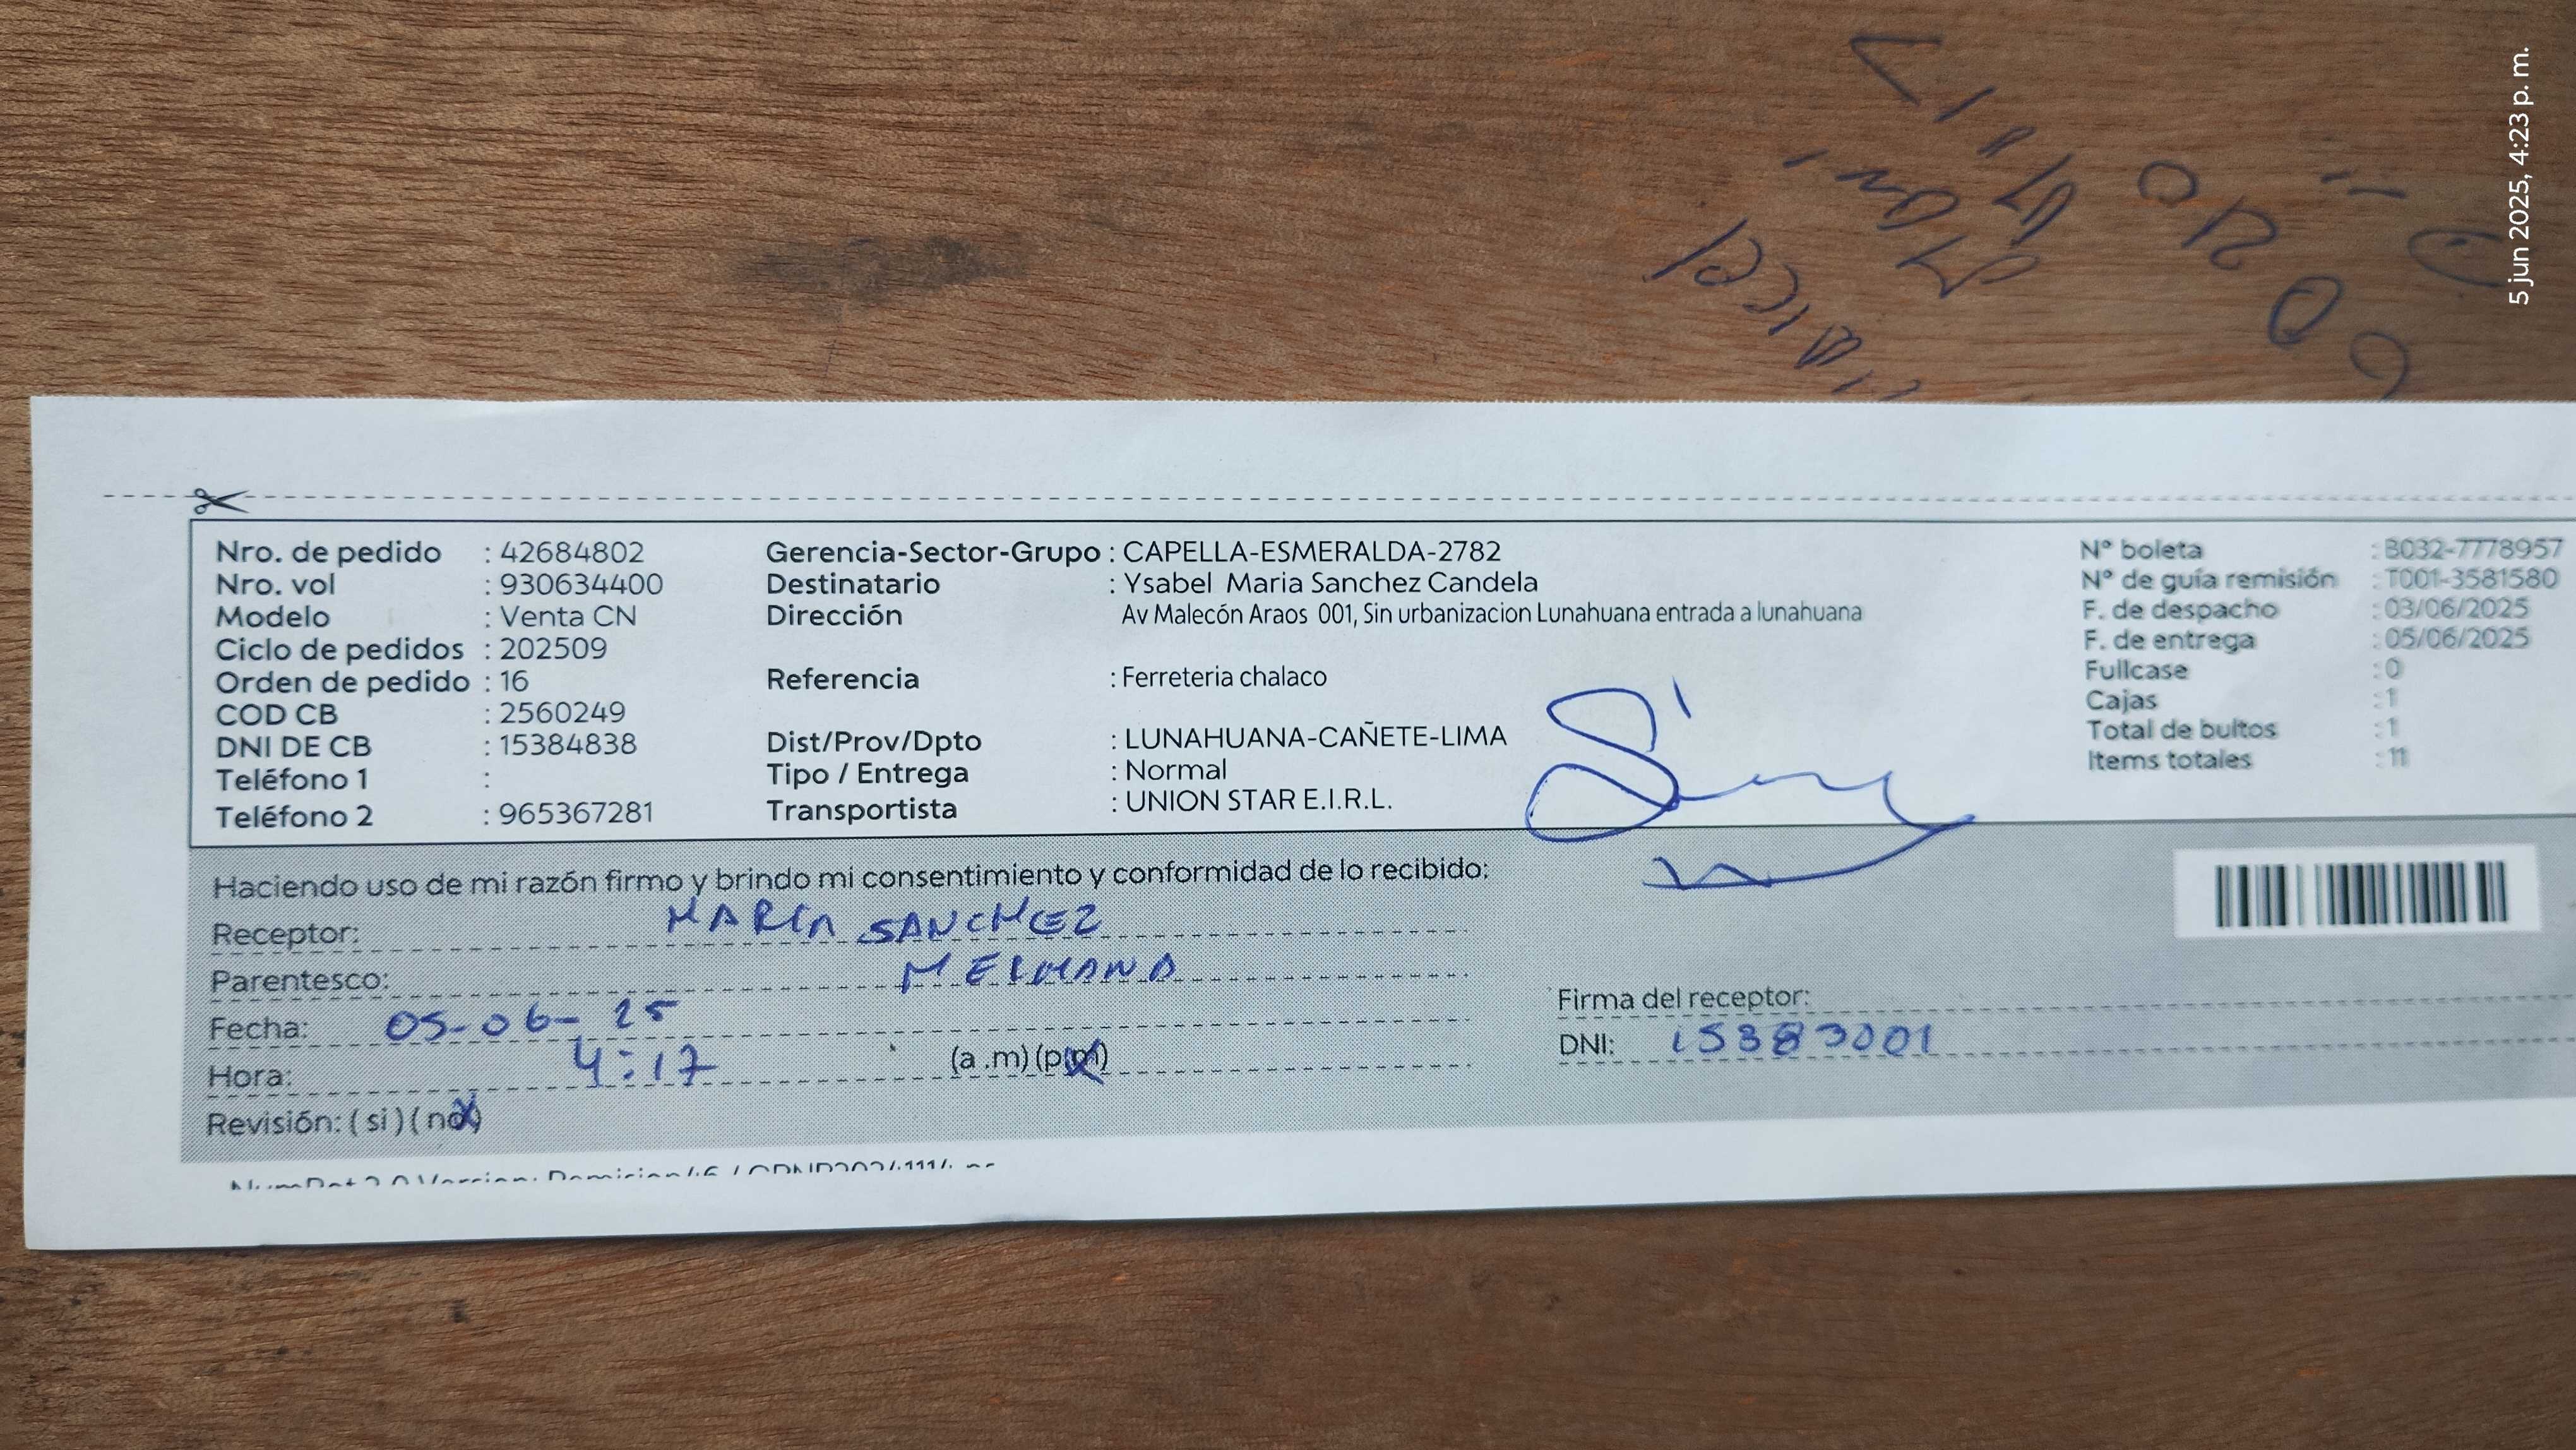 5 jun 2025, 4:23 p. m.
Nro. de pedido : 42684802
Nro. vol : 930634400
Modelo : Venta CN
Ciclo de pedidos : 202509
Orden de pedido : 16
COD CB : 2560249
DNI DE CB : 15384838
Teléfono 1 :
Teléfono 2 : 965367281
Gerencia-Sector-Grupo : CAPELLA-ESMERALDA-2782
Destinatario : Ysabel Maria Sanchez Candela
Dirección Av Malecón Araos 001, Sin urbanizacion Lunahuana entrada a lunahuana
Referencia : Ferreteria chalaco
Dist/Prov/Dpto : LUNAHUANA-CAÑETE-LIMA
Tipo / Entrega : Normal
Transportista : UNION STAR E.I.R.L.
N° boleta : B032-7778957
N° de guía remisión : T001-3581580
F. de despacho : 03/06/2025
F. de entrega : 05/06/2025
Fullcase : 0
Cajas : 1
Total de bultos : 1
Items totales : 11
Haciendo uso de mi razón firmo y brindo mi consentimiento y conformidad de lo recibido:
Receptor: MARIA SANCHEZ
Parentesco: HERMANA
Fecha: 05-06-25
Hora: 4:17 (a .m) (p.m)
Revisión: ( si ) ( no )
Firma del receptor:
DNI: 15383001